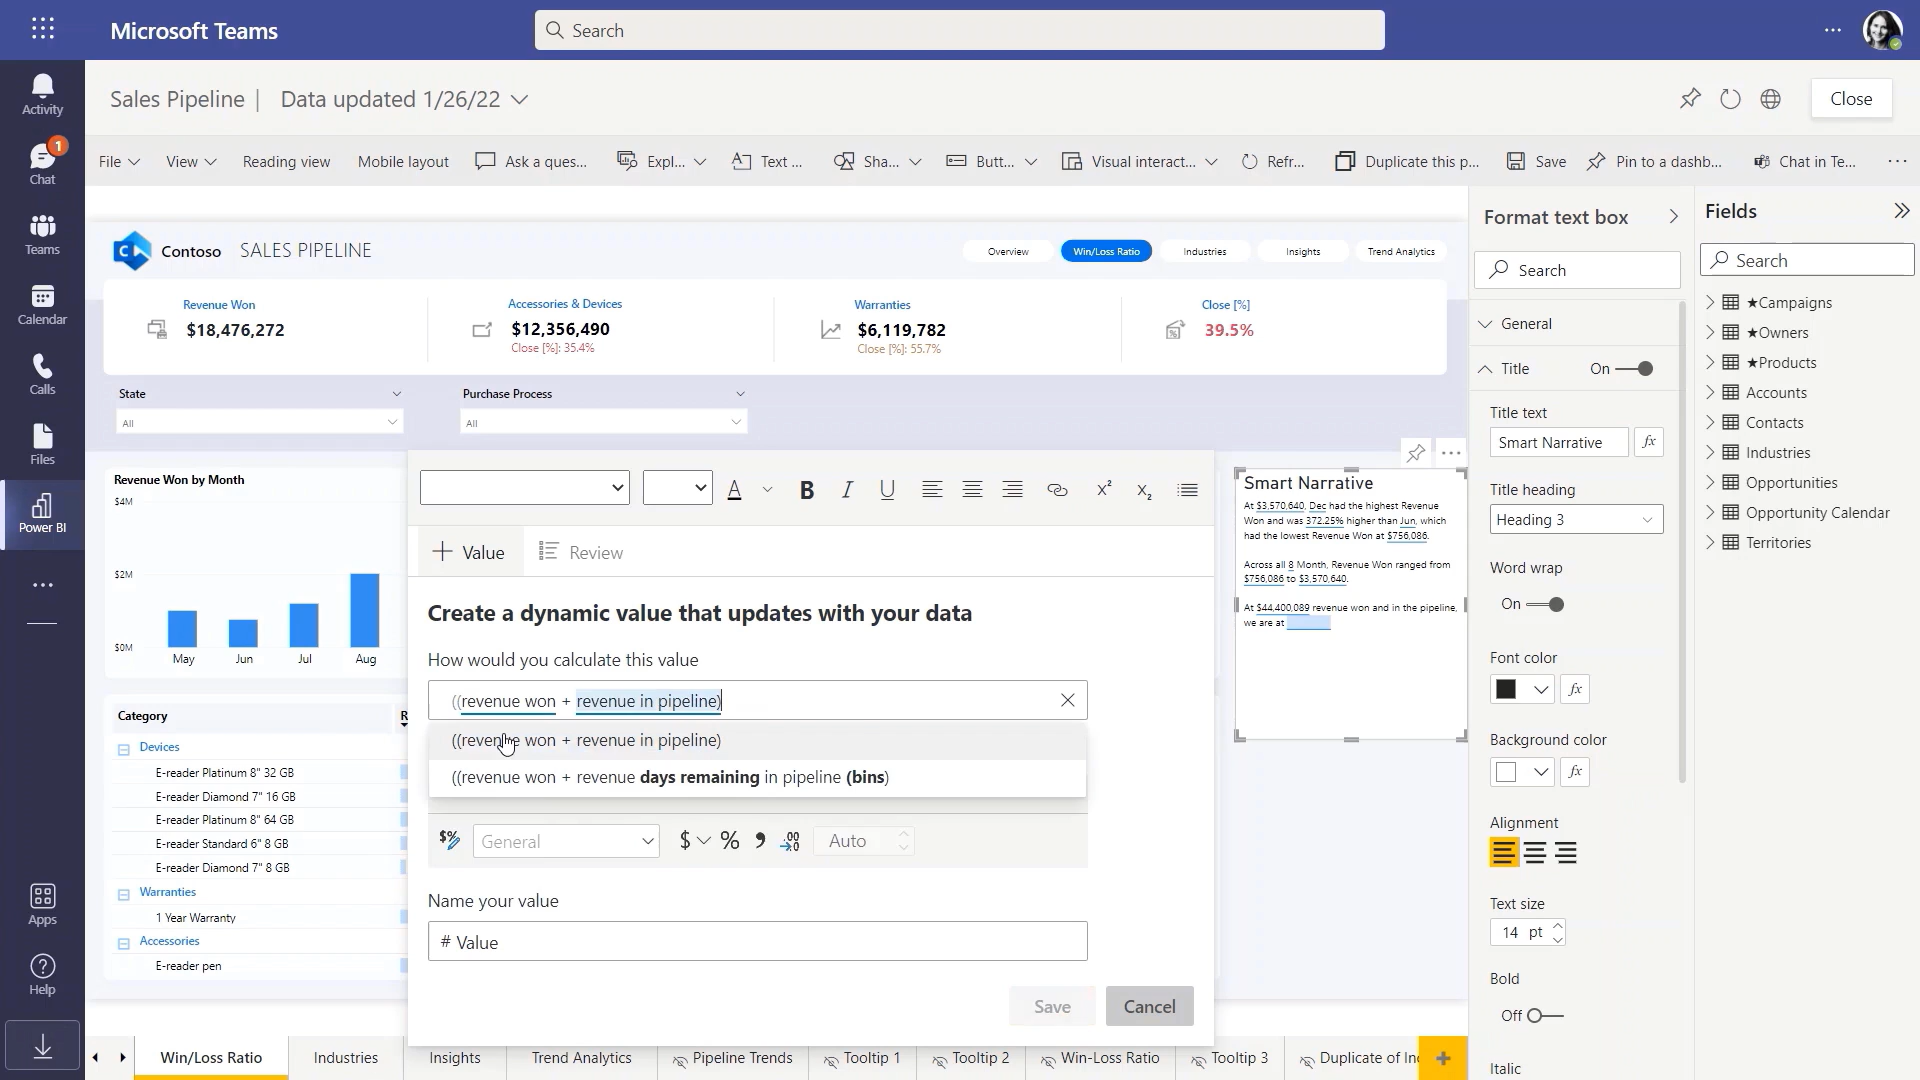 Microsoft Teams
Search
Activity
1
Chat
Teams
Calendar
Calls
Files
Power BI
Apps
Help
Sales Pipeline | Data updated 1/26/22
Close
File View Reading view Mobile layout Ask a ques... Expl... Text ... Sha... Butt... Visual interact... Refr... Duplicate this p... Save Pin to a dashb... Chat in Te...
Contoso SALES PIPELINE
Overview Win/Loss Ratio Industries Insights Trend Analytics
Revenue Won
$18,476,272
Accessories & Devices
$12,356,490
Close [%]: 35.4%
Warranties
$6,119,782
Close [%]: 55.7%
Close [%]
39.5%
State
All
Purchase Process
All
Revenue Won by Month
$4M
$2M
$0M
May Jun Jul Aug
Category R
Devices
E-reader Platinum 8" 32 GB
E-reader Diamond 7" 16 GB
E-reader Platinum 8" 64 GB
E-reader Standard 6" 8 GB
E-reader Diamond 7" 8 GB
Warranties
1 Year Warranty
Accessories
E-reader pen
A B I U x² x₂
+ Value Review
Create a dynamic value that updates with your data
How would you calculate this value
((revenue won + revenue in pipeline)
((revenue won + revenue in pipeline)
((revenue won + revenue days remaining in pipeline (bins)
General $ % , .00 Auto
Name your value
# Value
Save Cancel
Smart Narrative
At $3,570,640, Dec had the highest Revenue
Won and was 372.25% higher than Jun, which
had the lowest Revenue Won at $756,086.
Across all 8 Month, Revenue Won ranged from
$756,086 to $3,570,640.
At $44,400,089 revenue won and in the pipeline,
we are at
Format text box
Search
General
Title On
Title text
Smart Narrative fx
Title heading
Heading 3
Word wrap
On
Font color
fx
Background color
fx
Alignment
Text size
14 pt
Bold
Off
Italic
Fields
Search
★Campaigns
★Owners
★Products
Accounts
Contacts
Industries
Opportunities
Opportunity Calendar
Territories
Win/Loss Ratio Industries Insights Trend Analytics Pipeline Trends Tooltip 1 Tooltip 2 Win-Loss Ratio Tooltip 3 Duplicate of Inc +